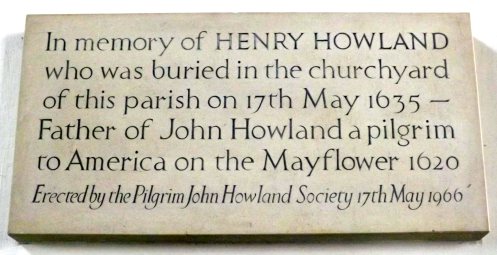 In memory of HENRY HOWLAND
who was buried in the churchyard
of this parish on 17th May 1635 —
Father of John Howland a pilgrim
to America on the Mayflower 1620
Erected by the Pilgrim John Howland Society 17th May 1966